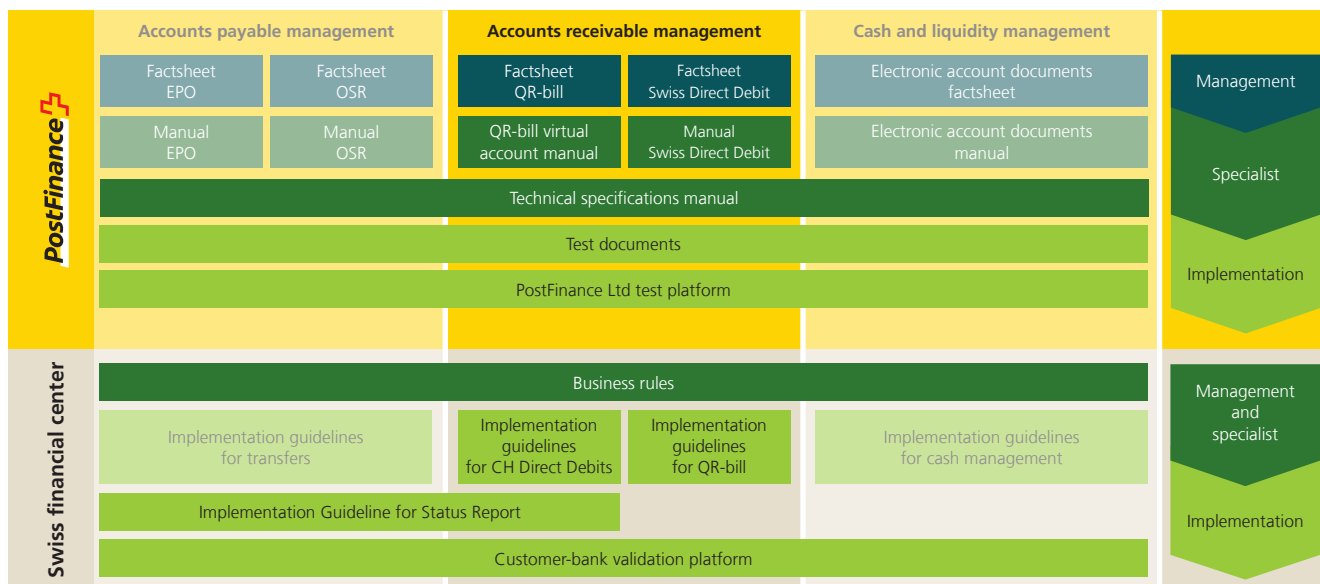 Accounts payable management
Accounts receivable management
Cash and liquidity management
PostFinance
Factsheet
EPO
Factsheet
OSR
Factsheet
QR-bill
Factsheet
Swiss Direct Debit
Electronic account documents
factsheet
Management
Manual
EPO
Manual
OSR
QR-bill virtual
account manual
Manual
Swiss Direct Debit
Electronic account documents
manual
Specialist
Technical specifications manual
Test documents
Implementation
PostFinance Ltd test platform
Swiss financial center
Business rules
Management
and
specialist
Implementation guidelines
for transfers
Implementation
guidelines
for CH Direct Debits
Implementation
guidelines
for QR-bill
Implementation guidelines
for cash management
Implementation Guideline for Status Report
Implementation
Customer-bank validation platform